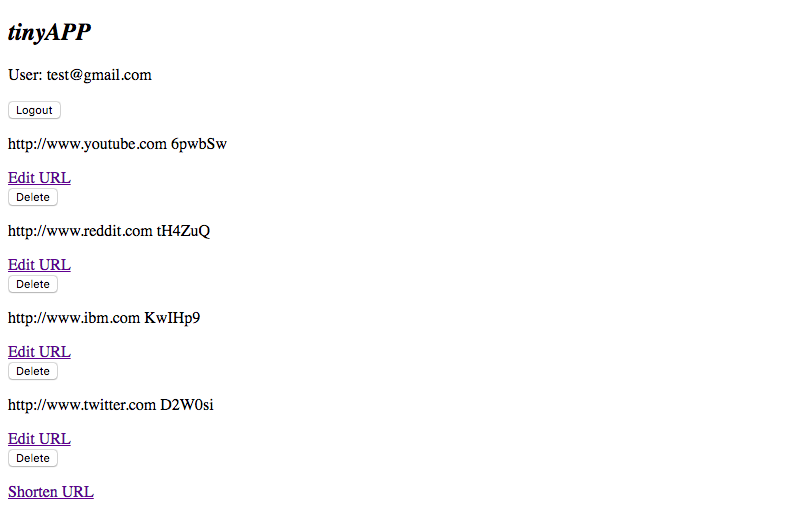 tinyAPP
User: test@gmail.com
Logout
http://www.youtube.com 6pwbSw
Edit URL
Delete
http://www.reddit.com tH4ZuQ
Edit URL
Delete
http://www.ibm.com KwIHp9
Edit URL
Delete
http://www.twitter.com D2W0si
Edit URL
Delete
Shorten URL